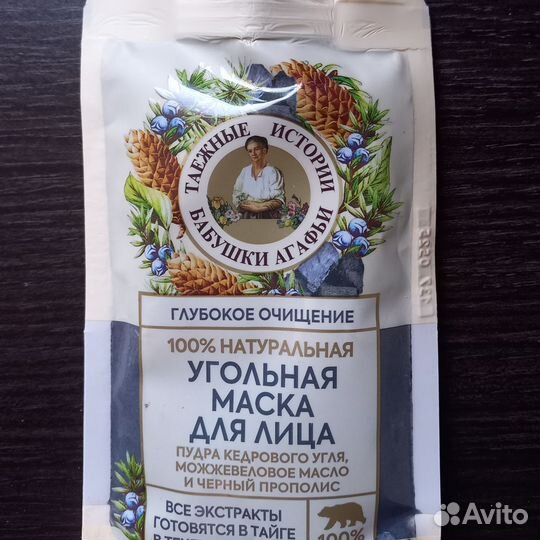 ТАЕЖНЫЕ ИСТОРИИ
БАБУШКИ АГАФЬИ
ГЛУБОКОЕ ОЧИЩЕНИЕ
100% НАТУРАЛЬНАЯ
УГОЛЬНАЯ
МАСКА
ДЛЯ ЛИЦА
ПУДРА КЕДРОВОГО УГЛЯ,
МОЖЖЕВЕЛОВОЕ МАСЛО
И ЧЕРНЫЙ ПРОПОЛИС
ВСЕ ЭКСТРАКТЫ
ГОТОВЯТСЯ В ТАЙГЕ
100%
Avito